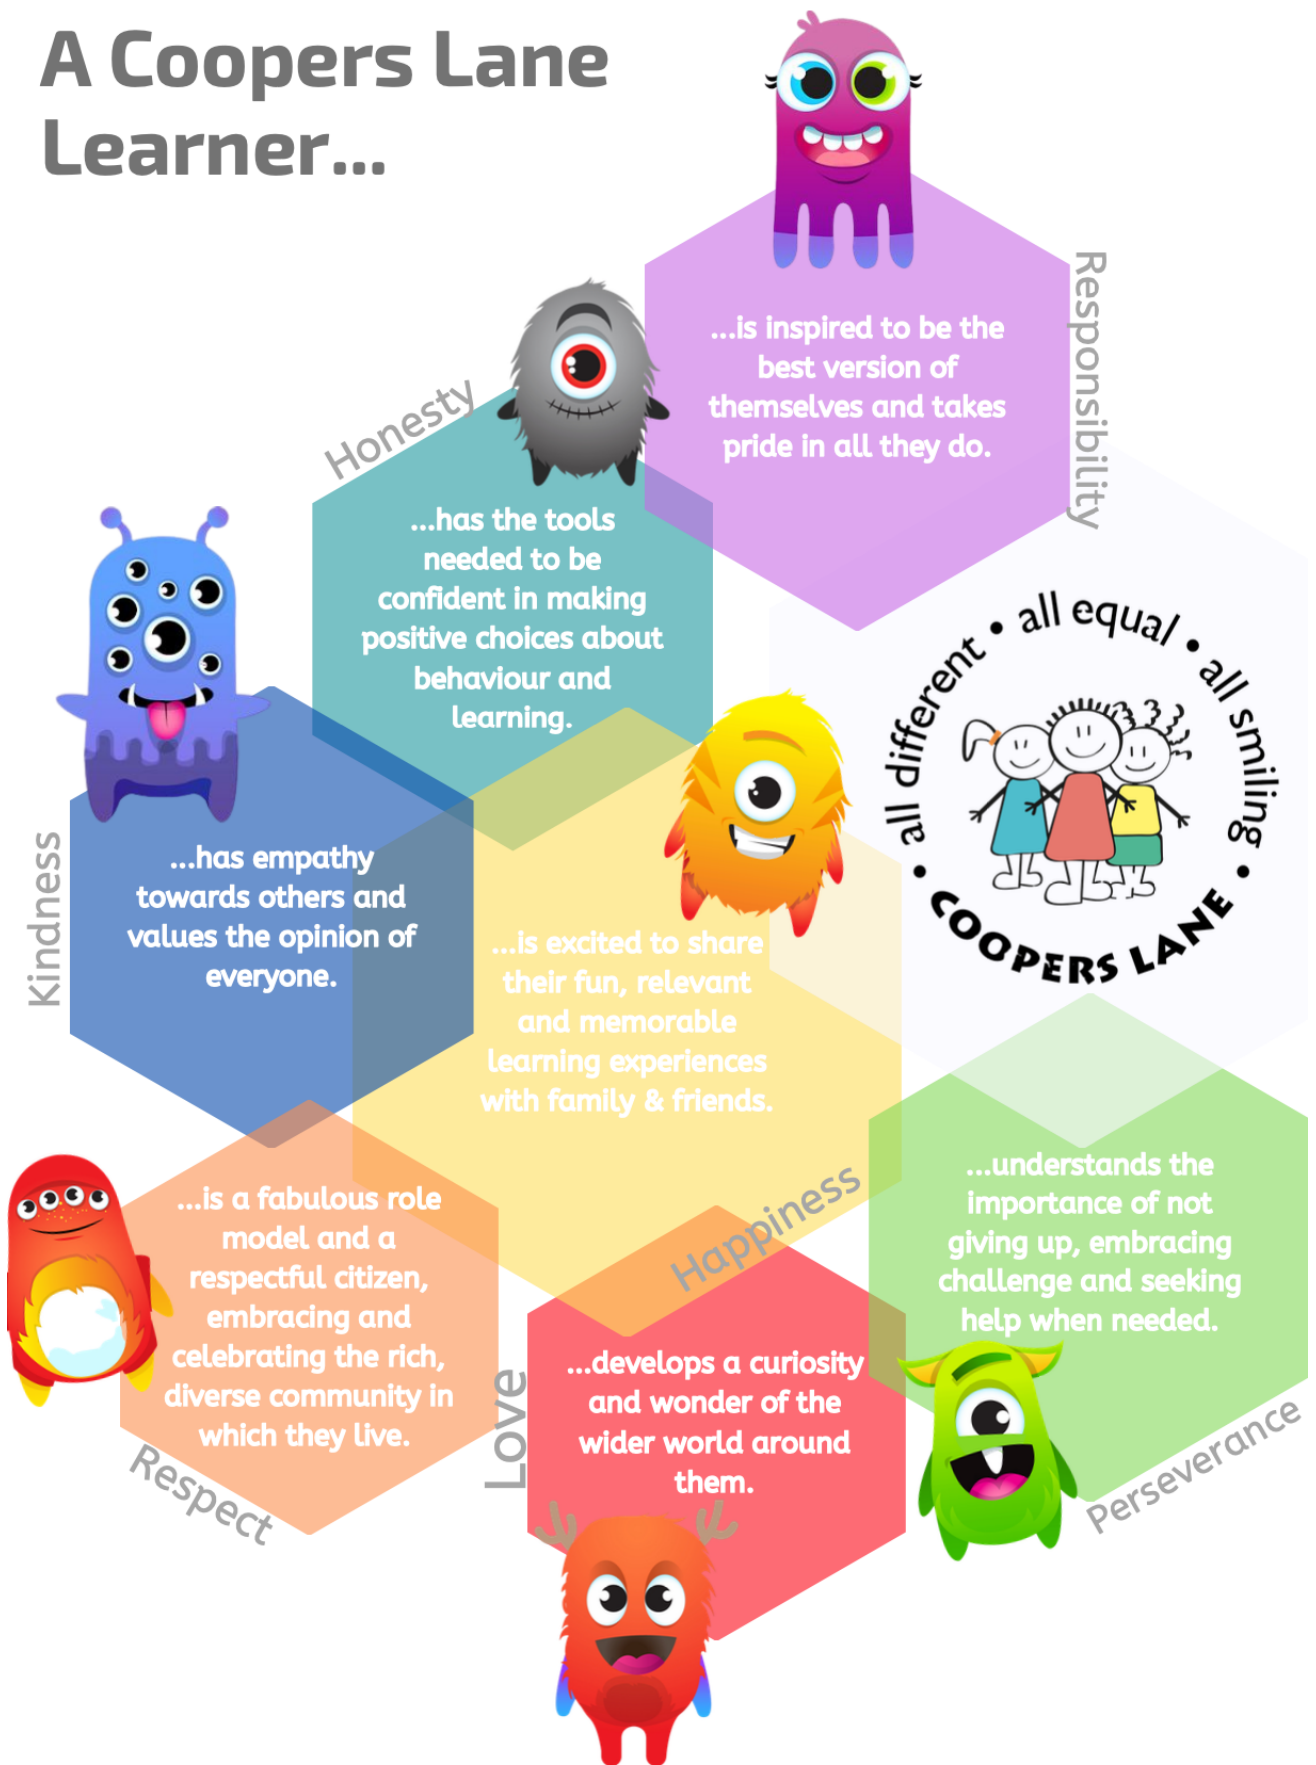 A Coopers Lane
Learner...
Responsibility
...is inspired to be the
best version of
themselves and takes
pride in all they do.
Honesty
...has the tools
needed to be
confident in making
positive choices about
behaviour and
learning.
• all different • all equal • all smiling •
COOPERS LANE
Kindness
...has empathy
towards others and
values the opinion of
everyone.
...is excited to share
their fun, relevant
and memorable
learning experiences
with family & friends.
Happiness
...understands the
importance of not
giving up, embracing
challenge and seeking
help when needed.
Perseverance
...is a fabulous role
model and a
respectful citizen,
embracing and
celebrating the rich,
diverse community in
which they live.
Respect
Love
...develops a curiosity
and wonder of the
wider world around
them.